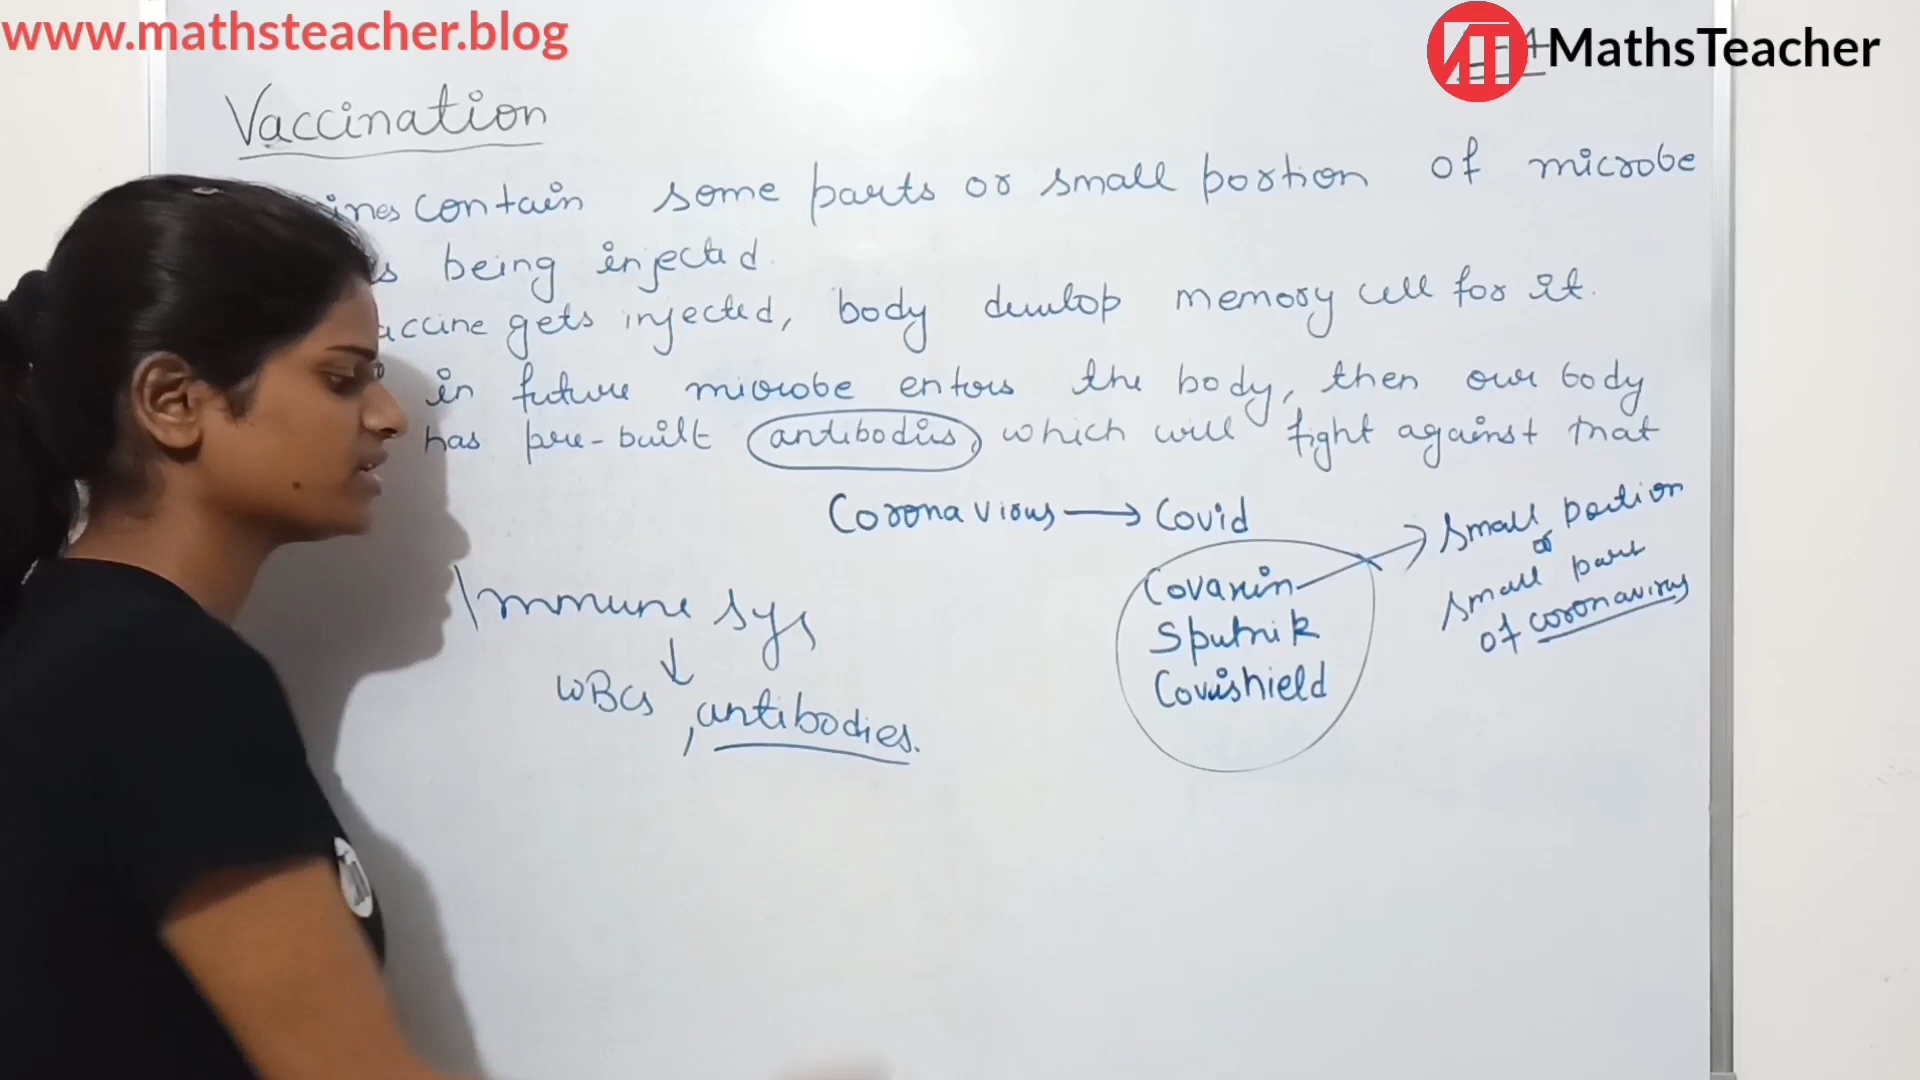 www.mathsteacher.blog
MathsTeacher
Vaccination
ines contain some parts or small portion of microbe
s being injected.
accine gets injected, body develop memory cell for it.
in future microbe enters the body, then our body
has pre-built antibodies, which will fight against that
Coronavirus → Covid
small portion
or
small part
of coronavirus
Covaxin
Sputnik
Covishield
Immune sys
WBCs, antibodies.